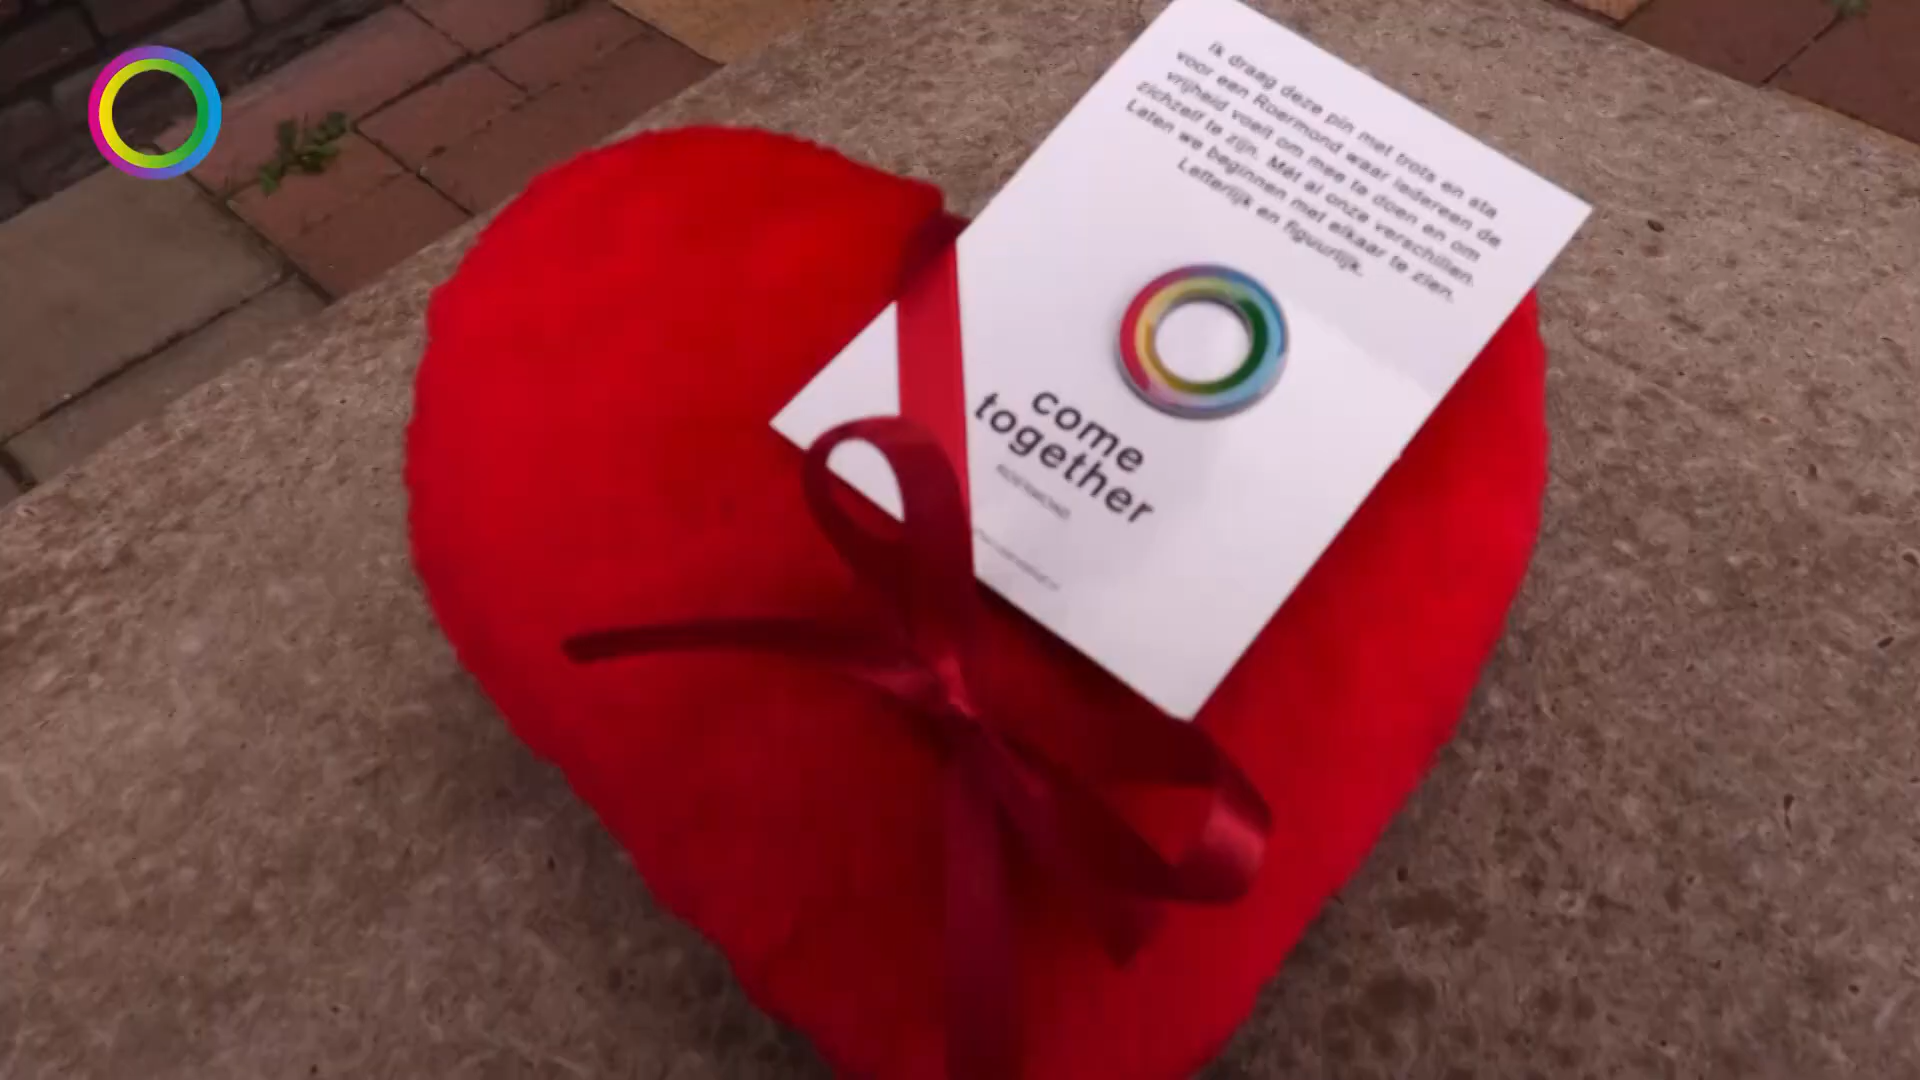 Ik draag deze pin met trots en sta
voor een Roermond waar iedereen de
vrijheid voelt om mee te doen en om
zichzelf te zijn. Mét al onze verschillen.
Laten we beginnen met elkaar te zien.
Letterlijk en figuurlijk.
come
together
ROERMOND